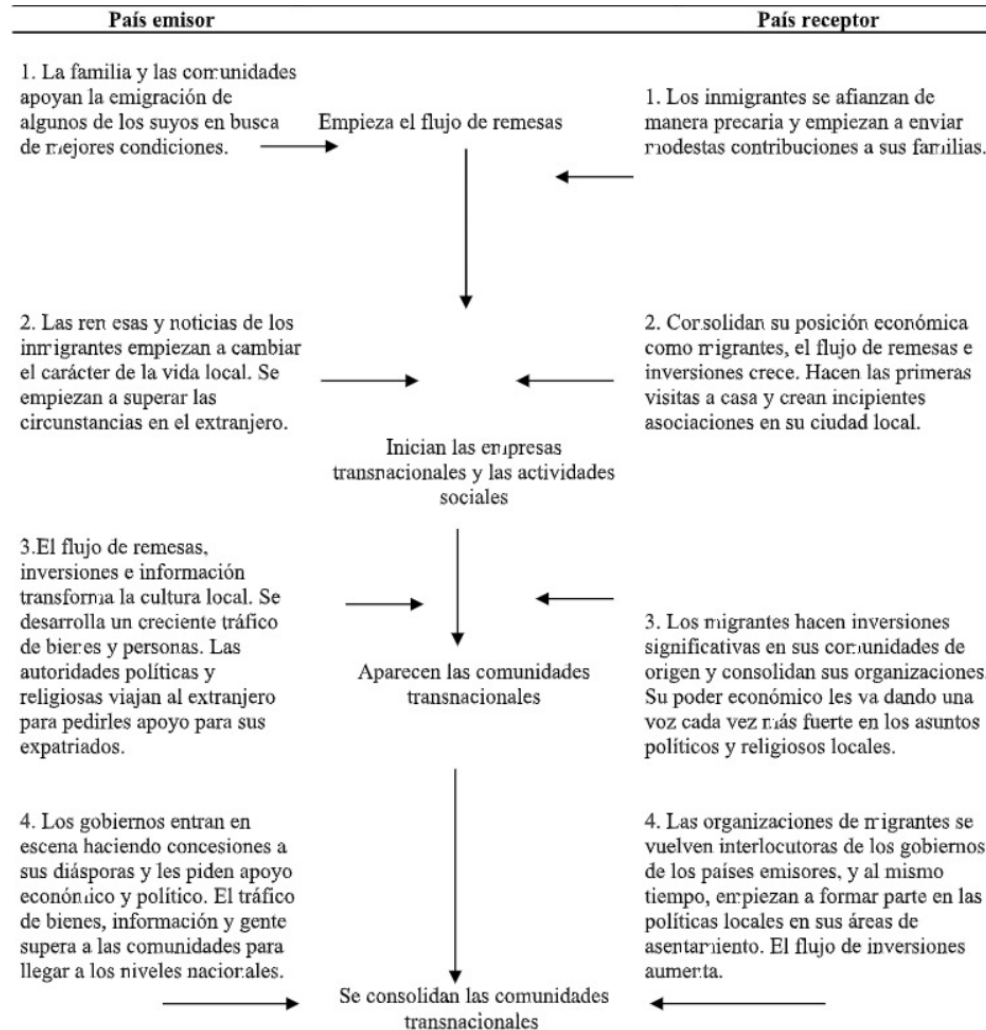 País emisor
País receptor
1. La familia y las comunidades
apoyan la emigración de
algunos de los suyos en busca
de mejores condiciones.
Empieza el flujo de remesas
1. Los inmigrantes se afianzan de
manera precaria y empiezan a enviar
modestas contribuciones a sus familias.
2. Las remesas y noticias de los
inmigrantes empiezan a cambiar
el carácter de la vida local. Se
empiezan a superar las
circunstancias en el extranjero.
2. Consolidan su posición económica
como migrantes, el flujo de remesas e
inversiones crece. Hacen las primeras
visitas a casa y crean incipientes
asociaciones en su ciudad local.
Inician las empresas
transnacionales y las actividades
sociales
3.El flujo de remesas,
inversiones e información
transforma la cultura local. Se
desarrolla un creciente tráfico
de bienes y personas. Las
autoridades políticas y
religiosas viajan al extranjero
para pedirles apoyo para sus
expatriados.
Aparecen las comunidades
transnacionales
3. Los migrantes hacen inversiones
significativas en sus comunidades de
origen y consolidan sus organizaciones.
Su poder económico les va dando una
voz cada vez más fuerte en los asuntos
políticos y religiosos locales.
4. Los gobiernos entran en
escena haciendo concesiones a
sus diásporas y les piden apoyo
económico y político. El tráfico
de bienes, información y gente
supera a las comunidades para
llegar a los niveles nacionales.
4. Las organizaciones de migrantes se
vuelven interlocutoras de los gobiernos
de los países emisores, y al mismo
tiempo, empiezan a formar parte en las
políticas locales en sus áreas de
asentamiento. El flujo de inversiones
aumenta.
Se consolidan las comunidades
transnacionales